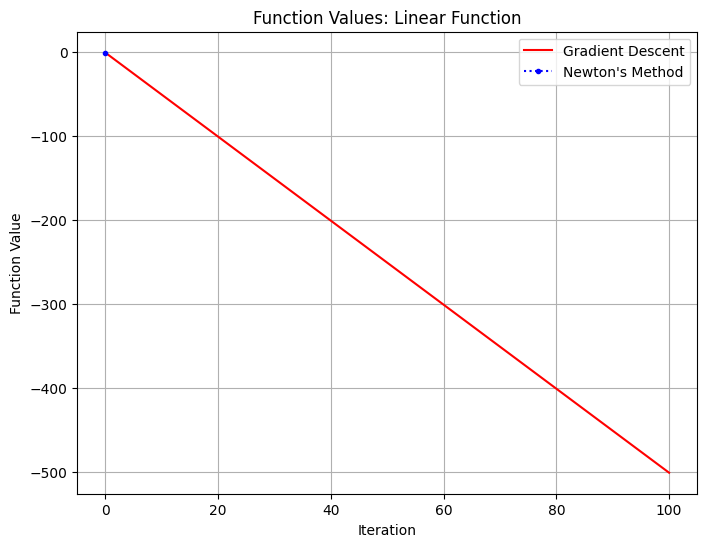 Function Values: Linear Function
Gradient Descent
Newton's Method
0
−100
−200
−300
−400
−500
Function Value
0 20 40 60 80 100
Iteration